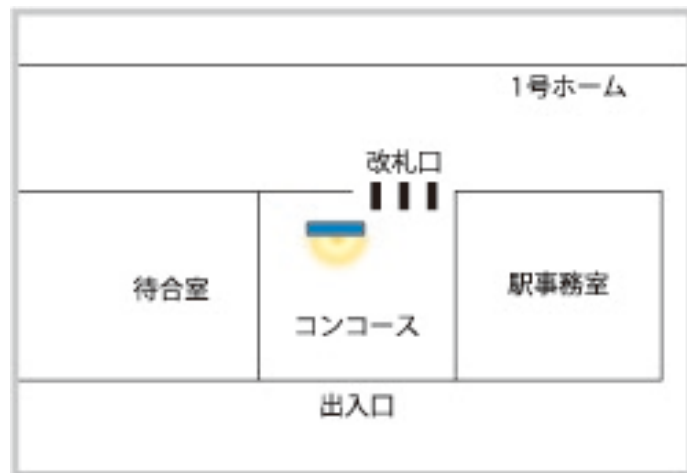 1号ホーム
改札口
待合室
駅事務室
コンコース
出入口